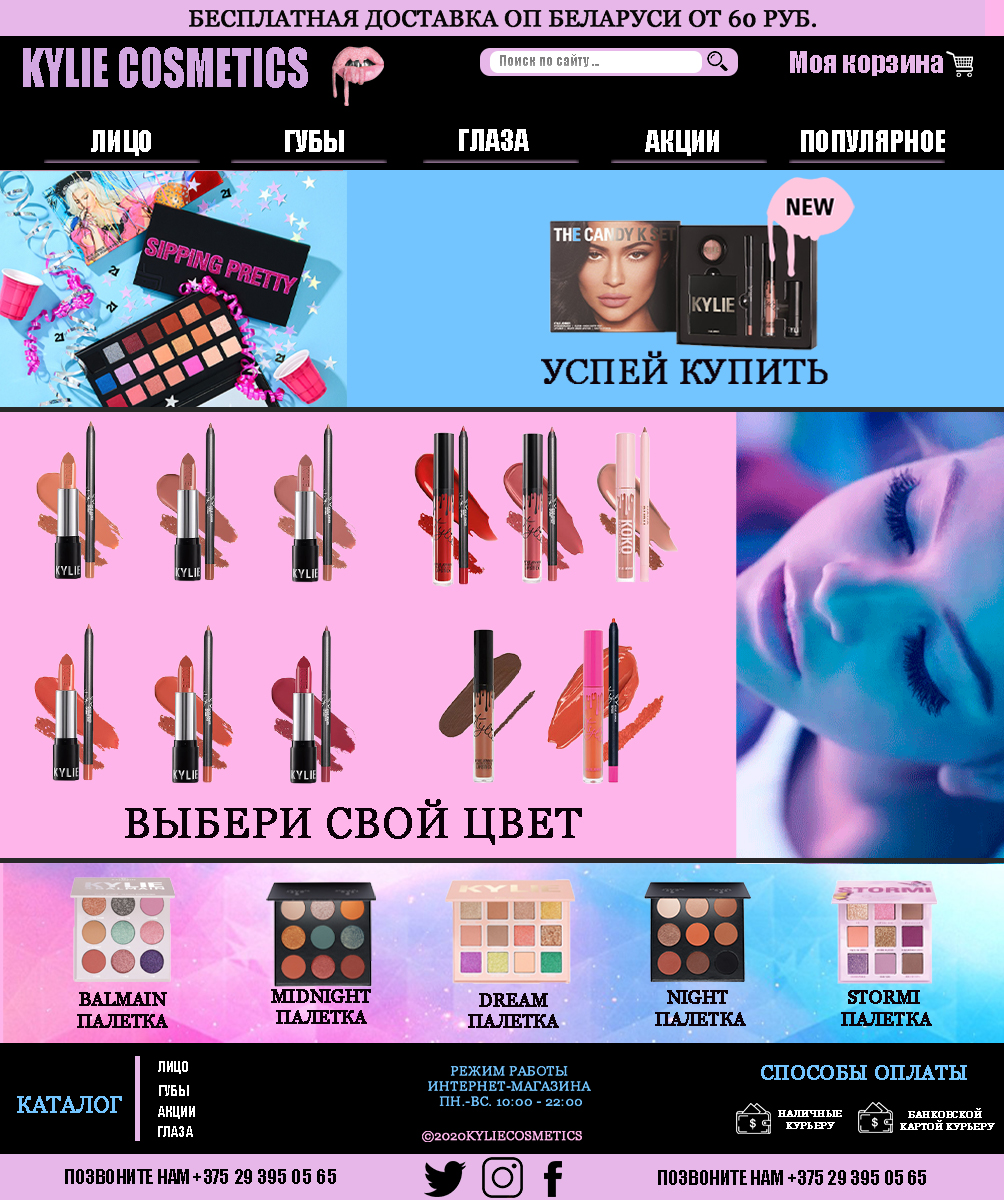 БЕСПЛАТНАЯ ДОСТАВКА ОП БЕЛАРУСИ ОТ 60 РУБ.
KYLIE COSMETICS
Поиск по сайту ...
Моя корзина
ЛИЦО ГУБЫ ГЛАЗА АКЦИИ ПОПУЛЯРНОЕ
NEW
THE CANDY K SET
SIPPING PRETTY
21
21
21
21
KYLIE
УСПЕЙ КУПИТЬ
KOKO
KYLIE KYLIE KYLIE
KYLIE KYLIE KYLIE
ВЫБЕРИ СВОЙ ЦВЕТ
KYLIE KYLIE STORMI
BALMAIN
ПАЛЕТКА
MIDNIGHT
ПАЛЕТКА
DREAM
ПАЛЕТКА
NIGHT
ПАЛЕТКА
STORMI
ПАЛЕТКА
КАТАЛОГ
ЛИЦО
ГУБЫ
АКЦИИ
ГЛАЗА
РЕЖИМ РАБОТЫ
ИНТЕРНЕТ-МАГАЗИНА
ПН.-ВС. 10:00 - 22:00
©2020KYLIECOSMETICS
СПОСОБЫ ОПЛАТЫ
НАЛИЧНЫЕ
КУРЬЕРУ
БАНКОВСКОЙ
КАРТОЙ КУРЬЕРУ
ПОЗВОНИТЕ НАМ +375 29 395 05 65
ПОЗВОНИТЕ НАМ +375 29 395 05 65